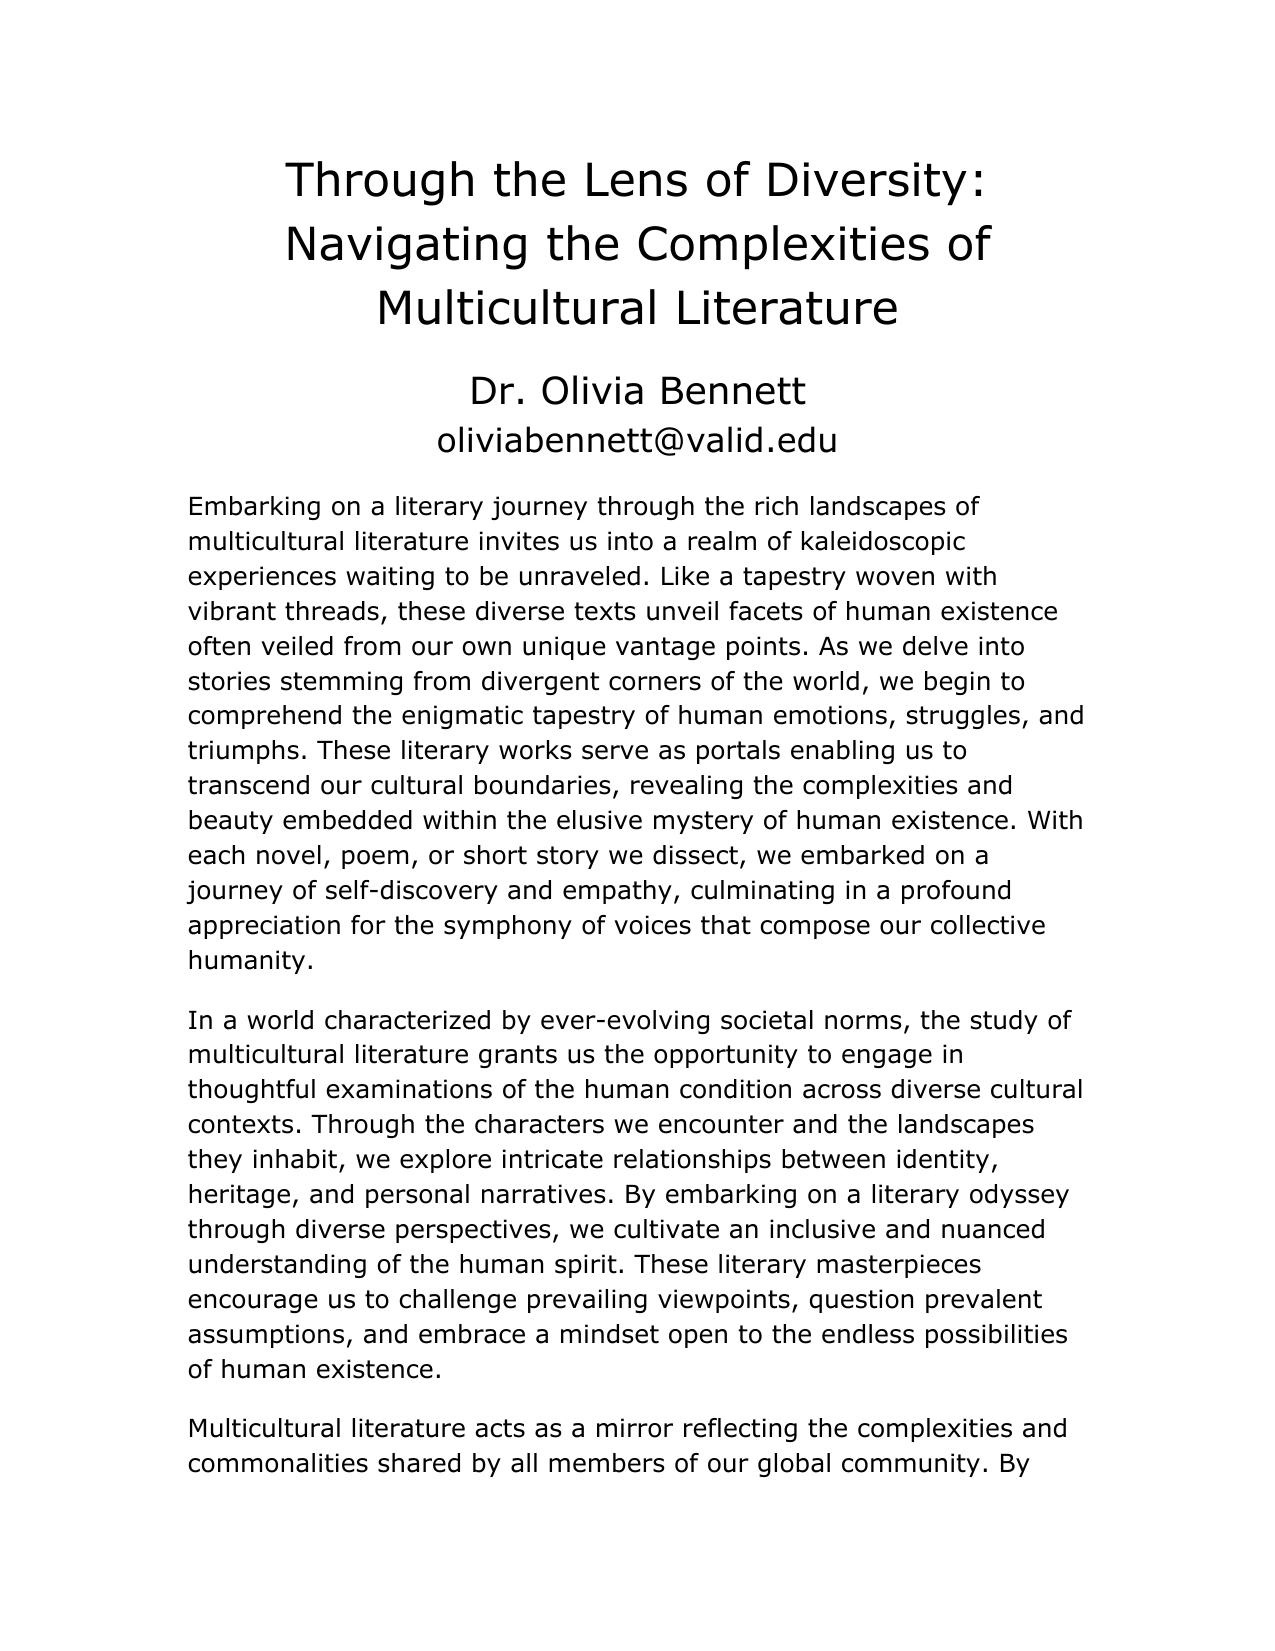 Through the Lens of Diversity:
Navigating the Complexities of
Multicultural Literature
Dr. Olivia Bennett
oliviabennett@valid.edu
Embarking on a literary journey through the rich landscapes of
multicultural literature invites us into a realm of kaleidoscopic
experiences waiting to be unraveled. Like a tapestry woven with
vibrant threads, these diverse texts unveil facets of human existence
often veiled from our own unique vantage points. As we delve into
stories stemming from divergent corners of the world, we begin to
comprehend the enigmatic tapestry of human emotions, struggles, and
triumphs. These literary works serve as portals enabling us to
transcend our cultural boundaries, revealing the complexities and
beauty embedded within the elusive mystery of human existence. With
each novel, poem, or short story we dissect, we embarked on a
journey of self-discovery and empathy, culminating in a profound
appreciation for the symphony of voices that compose our collective
humanity.
In a world characterized by ever-evolving societal norms, the study of
multicultural literature grants us the opportunity to engage in
thoughtful examinations of the human condition across diverse cultural
contexts. Through the characters we encounter and the landscapes
they inhabit, we explore intricate relationships between identity,
heritage, and personal narratives. By embarking on a literary odyssey
through diverse perspectives, we cultivate an inclusive and nuanced
understanding of the human spirit. These literary masterpieces
encourage us to challenge prevailing viewpoints, question prevalent
assumptions, and embrace a mindset open to the endless possibilities
of human existence.
Multicultural literature acts as a mirror reflecting the complexities and
commonalities shared by all members of our global community. By